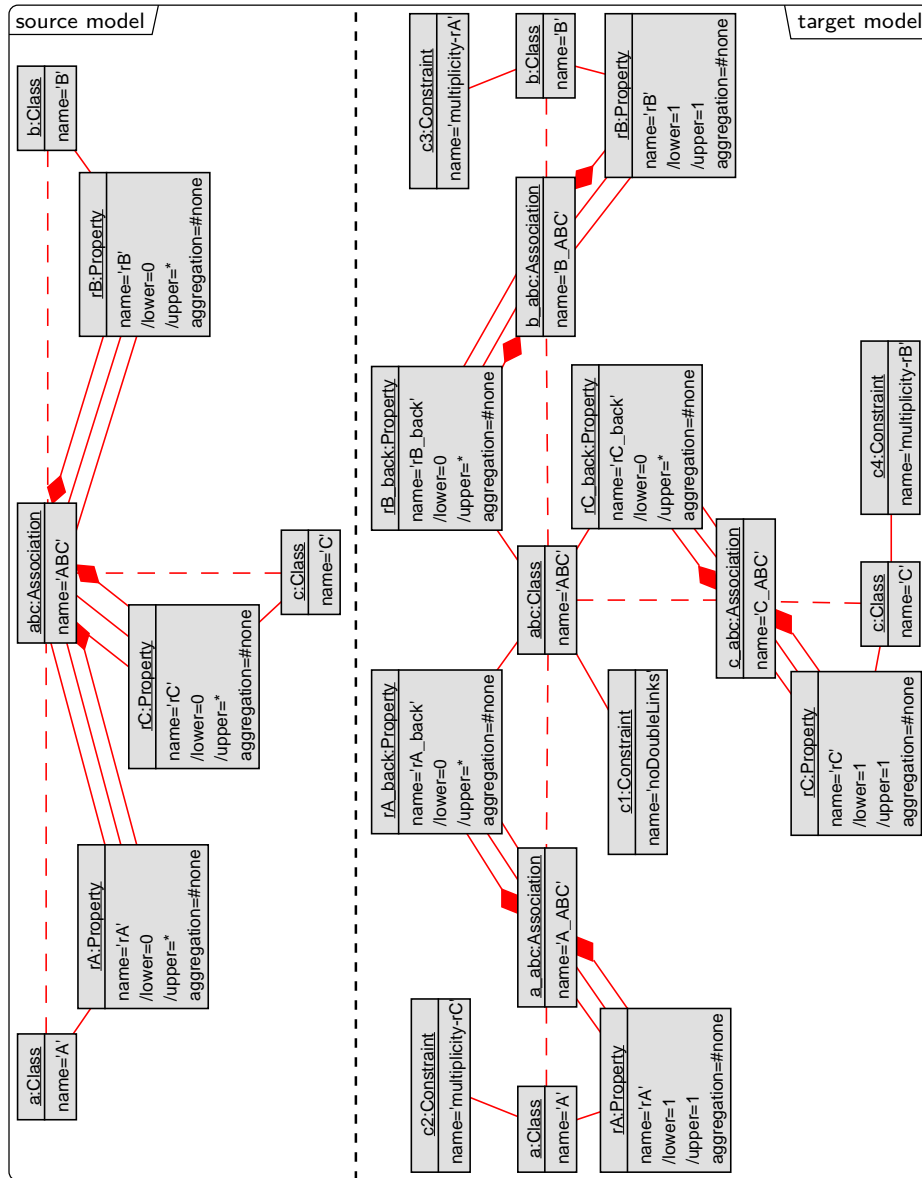 source model
target model
a:Class
name='A'
rA:Property
name='rA'
/lower=0
/upper=*
aggregation=#none
abc:Association
name='ABC'
rC:Property
name='rC'
/lower=0
/upper=*
aggregation=#none
c:Class
name='C'
rB:Property
name='rB'
/lower=0
/upper=*
aggregation=#none
b:Class
name='B'
c2:Constraint
name='multiplicity-rC'
a:Class
name='A'
rA:Property
name='rA'
/lower=1
/upper=1
aggregation=#none
a_abc:Association
name='A_ABC'
rA_back:Property
name='rA_back'
/lower=0
/upper=*
aggregation=#none
c1:Constraint
name='noDoubleLinks'
abc:Class
name='ABC'
rB_back:Property
name='rB_back'
/lower=0
/upper=*
aggregation=#none
rC_back:Property
name='rC_back'
/lower=0
/upper=*
aggregation=#none
c_abc:Association
name='C_ABC'
rC:Property
name='rC'
/lower=1
/upper=1
aggregation=#none
c:Class
name='C'
c4:Constraint
name='multiplicity-rB'
b_abc:Association
name='B_ABC'
c3:Constraint
name='multiplicity-rA'
b:Class
name='B'
rB:Property
name='rB'
/lower=1
/upper=1
aggregation=#none